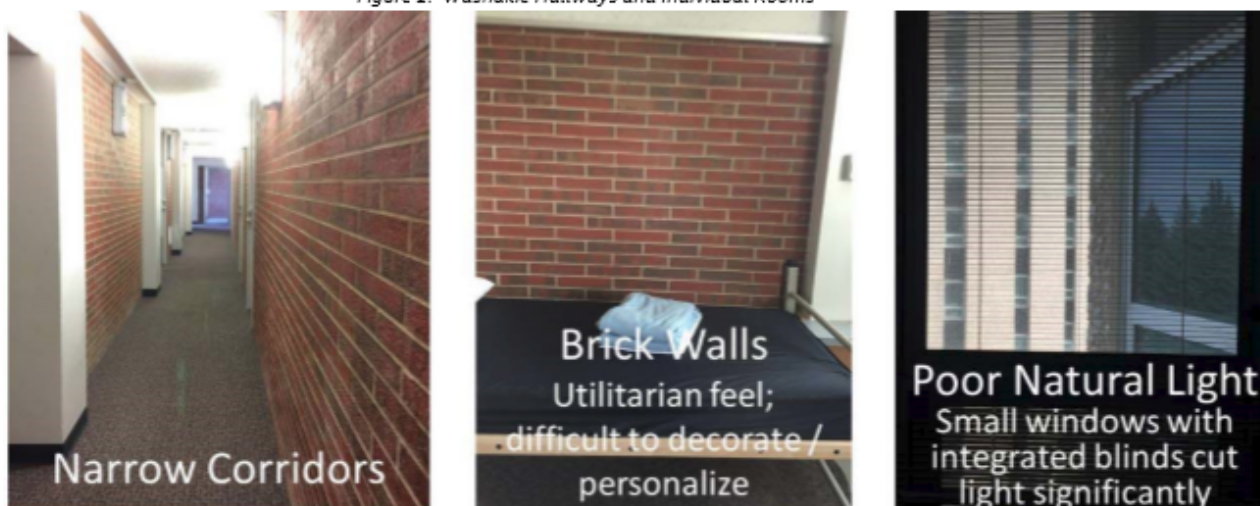 Figure 1: Washakie Hallways and Individual Rooms
Narrow Corridors
Brick Walls
Utilitarian feel;
difficult to decorate /
personalize
Poor Natural Light
Small windows with
integrated blinds cut
light significantly